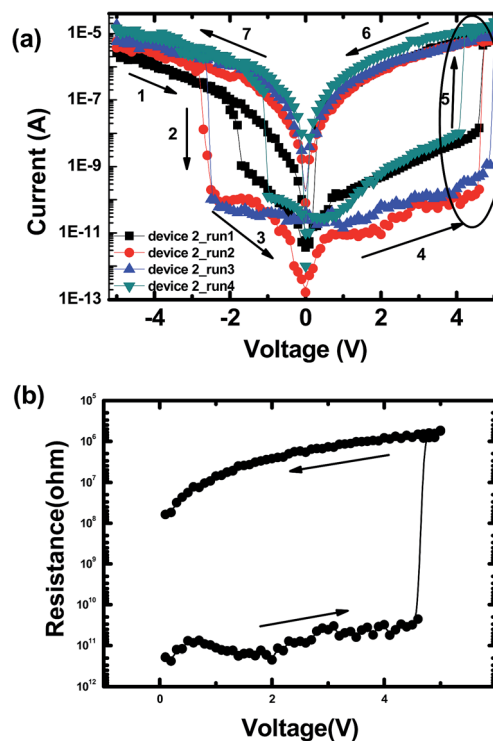 (a)
1E-5
1E-7
1E-9
1E-11
1E-13
Current (A)
7
6
1
2
5
3
4
device 2_run1
device 2_run2
device 2_run3
device 2_run4
-4 -2 0 2 4
Voltage (V)
(b)
10^5
10^6
10^7
10^8
10^9
10^10
10^11
10^12
Resistance(ohm)
0 2 4
Voltage(V)